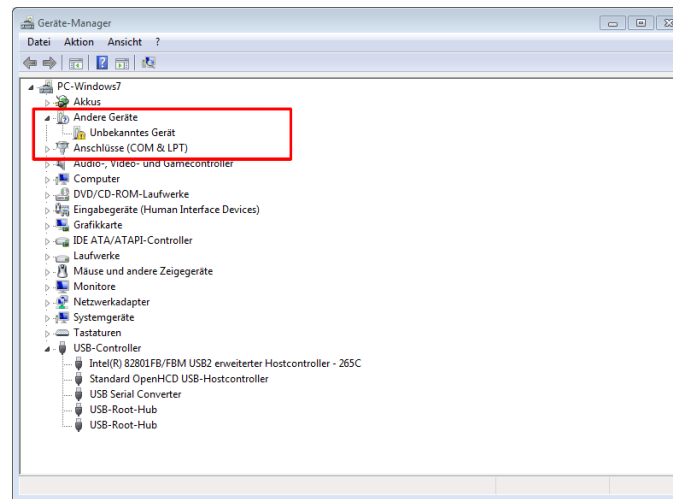 Geräte-Manager
Datei Aktion Ansicht ?
PC-Windows7
Akkus
Andere Geräte
Unbekanntes Gerät
Anschlüsse (COM & LPT)
Audio-, Video- und Gamecontroller
Computer
DVD/CD-ROM-Laufwerke
Eingabegeräte (Human Interface Devices)
Grafikkarte
IDE ATA/ATAPI-Controller
Laufwerke
Mäuse und andere Zeigegeräte
Monitore
Netzwerkadapter
Systemgeräte
Tastaturen
USB-Controller
Intel(R) 82801FB/FBM USB2 erweiterter Hostcontroller - 265C
Standard OpenHCD USB-Hostcontroller
USB Serial Converter
USB-Root-Hub
USB-Root-Hub